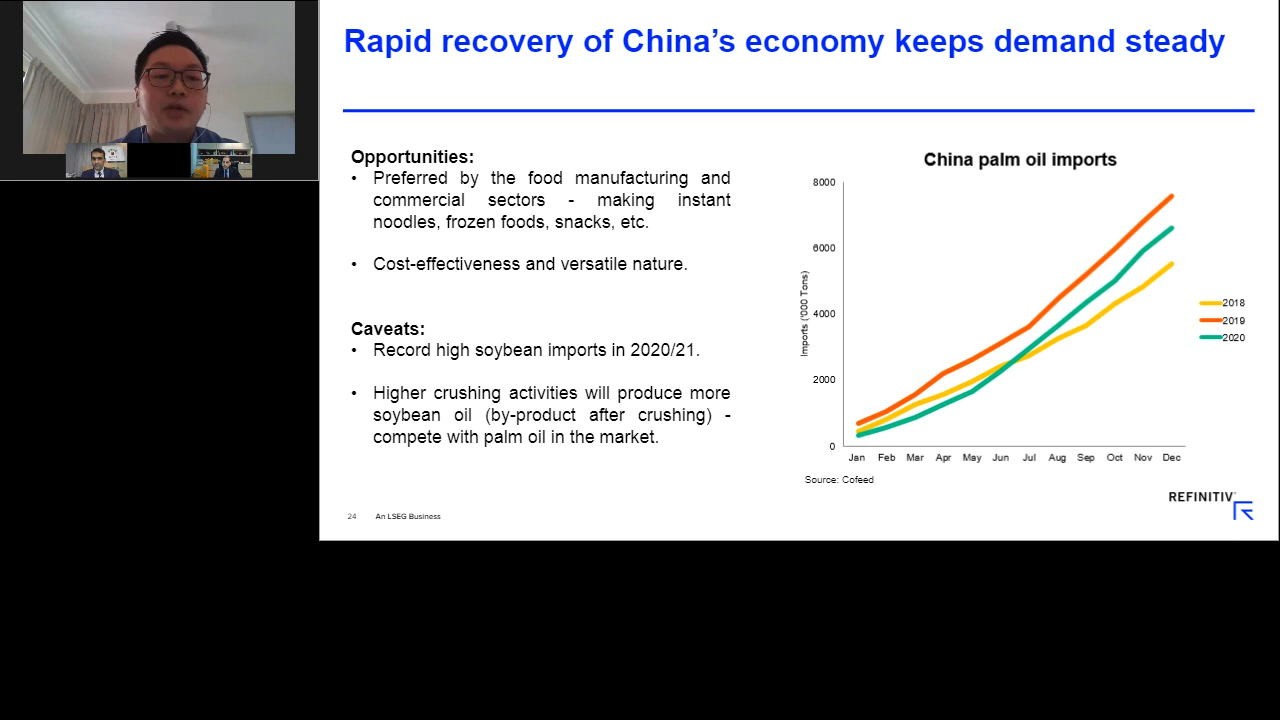 Rapid recovery of China’s economy keeps demand steady
Opportunities:
• Preferred by the food manufacturing and
commercial sectors - making instant
noodles, frozen foods, snacks, etc.
• Cost-effectiveness and versatile nature.
Caveats:
• Record high soybean imports in 2020/21.
• Higher crushing activities will produce more
soybean oil (by-product after crushing) -
compete with palm oil in the market.
China palm oil imports
Imports ('000 Tons)
8000
6000
4000
2000
0
Jan Feb Mar Apr May Jun Jul Aug Sep Oct Nov Dec
2018
2019
2020
Source: Cofeed
REFINITIV
24 An LSEG Business